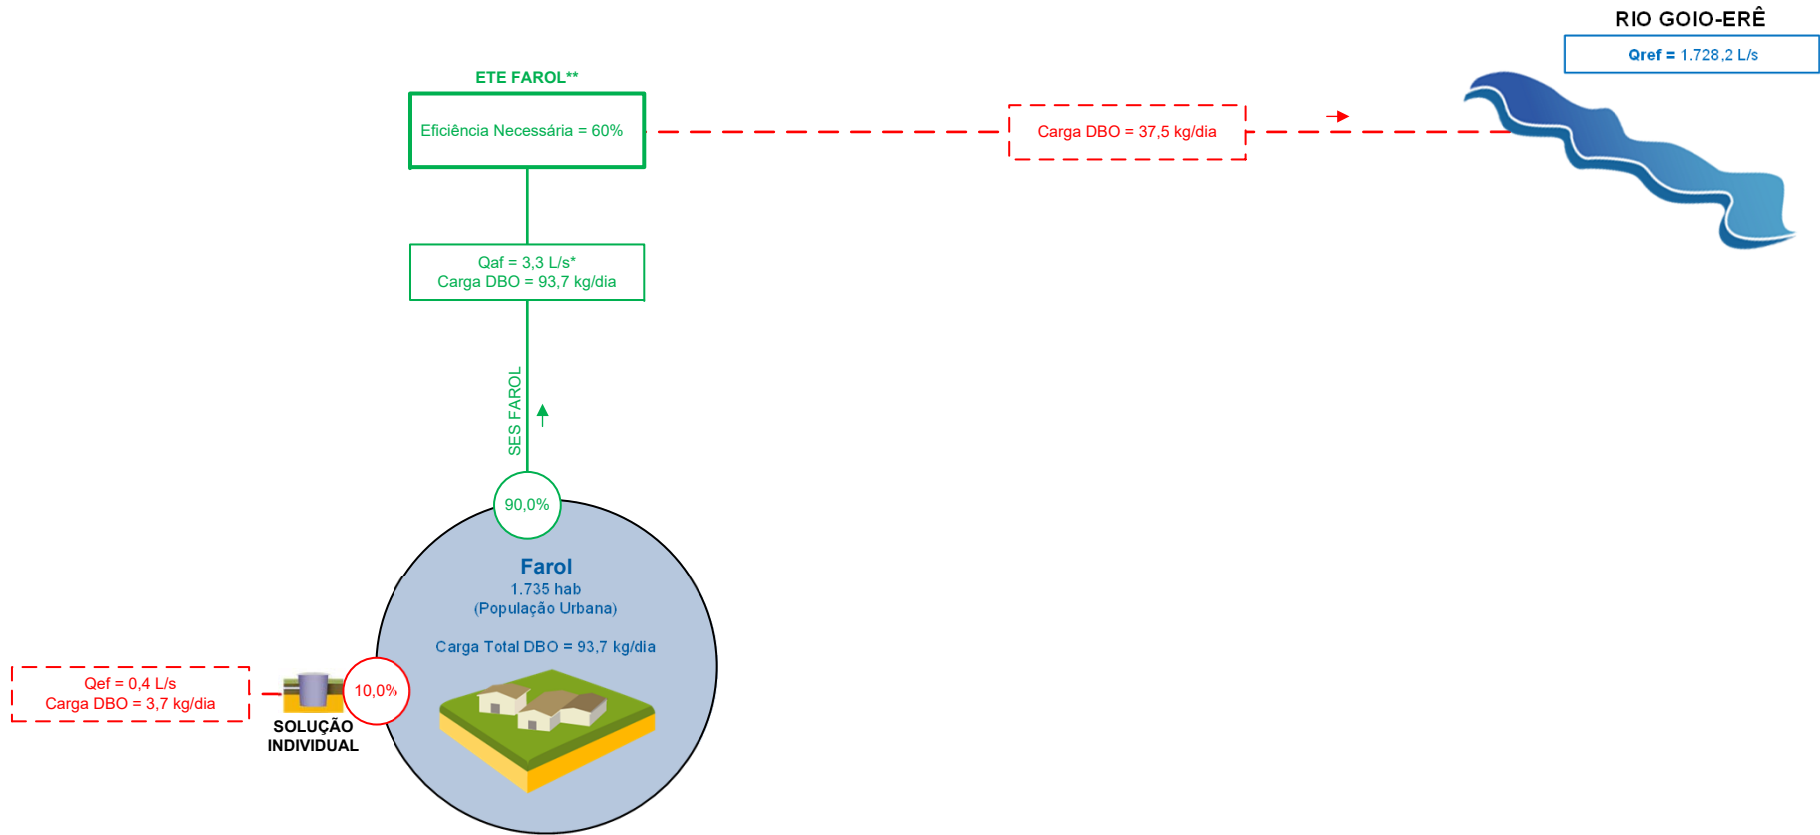 RIO GOIO-ERÊ
Qref = 1.728,2 L/s
ETE FAROL**
Eficiência Necessária = 60%
Carga DBO = 37,5 kg/dia
Qaf = 3,3 L/s*
Carga DBO = 93,7 kg/dia
SES FAROL
90,0%
Farol
1.735 hab
(População Urbana)
Carga Total DBO = 93,7 kg/dia
10,0%
Qef = 0,4 L/s
Carga DBO = 3,7 kg/dia
SOLUÇÃO
INDIVIDUAL